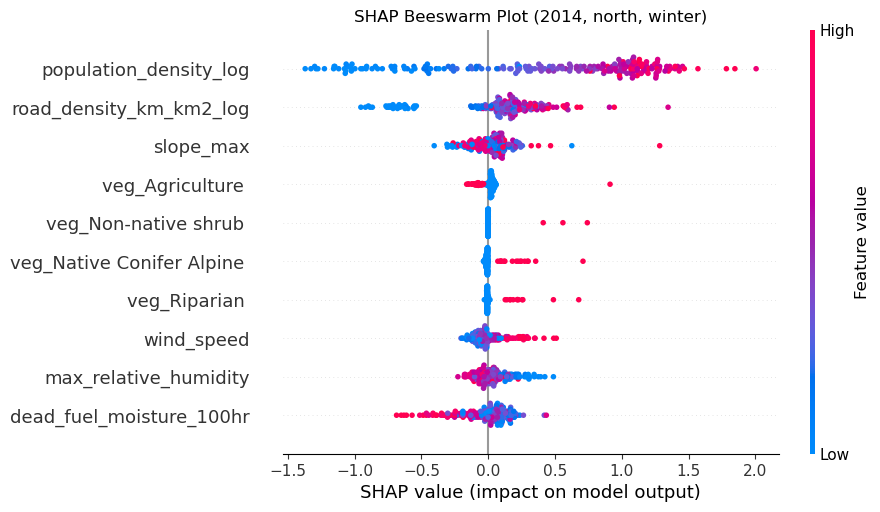 SHAP Beeswarm Plot (2014, north, winter)
High
population_density_log
road_density_km_km2_log
slope_max
veg_Agriculture
veg_Non-native shrub
veg_Native Conifer Alpine
veg_Riparian
wind_speed
max_relative_humidity
dead_fuel_moisture_100hr
Feature value
Low
−1.5 −1.0 −0.5 0.0 0.5 1.0 1.5 2.0
SHAP value (impact on model output)